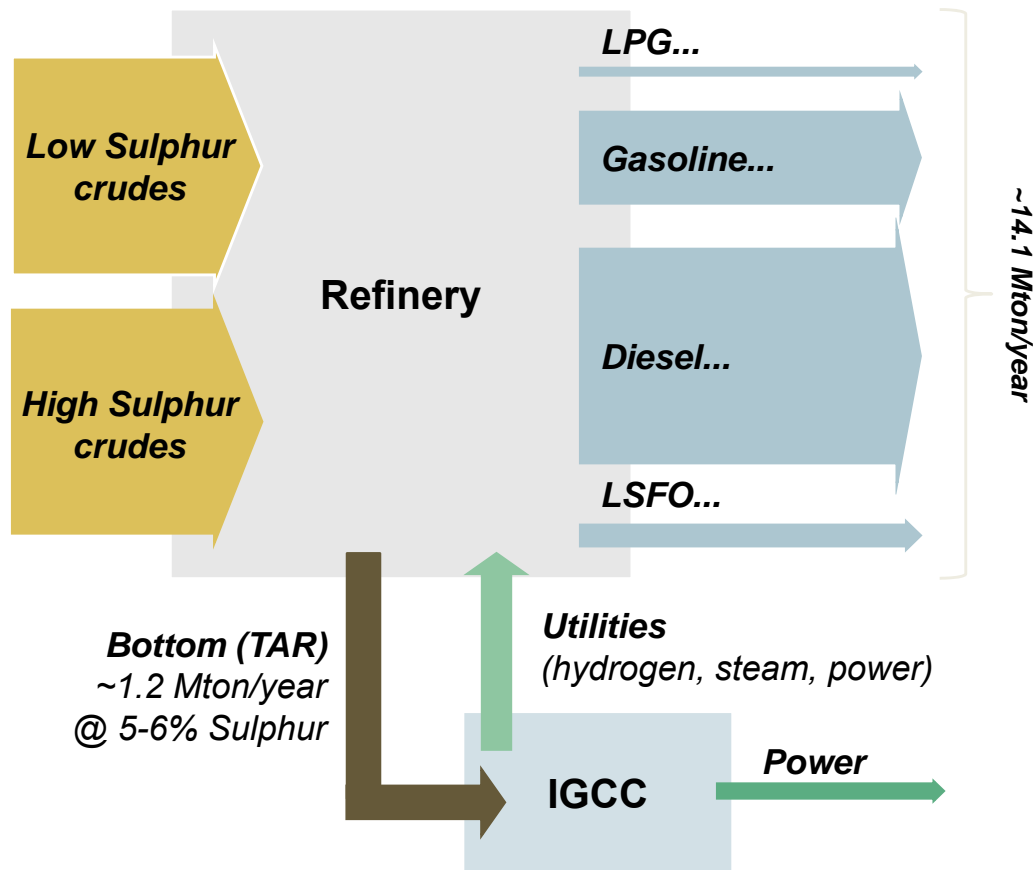 LPG...
Low Sulphur
crudes
Gasoline...
Refinery
~14.1 Mton/year
High Sulphur
crudes
Diesel...
LSFO...
Bottom (TAR)
~1.2 Mton/year
@ 5-6% Sulphur
Utilities
(hydrogen, steam, power)
IGCC
Power